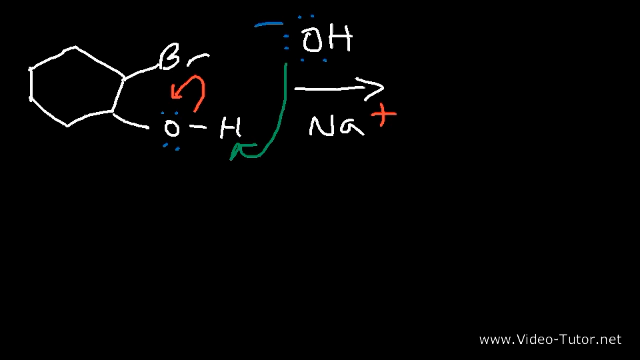 Br
⁻ OH
O – H
Na +
www.Video-Tutor.net